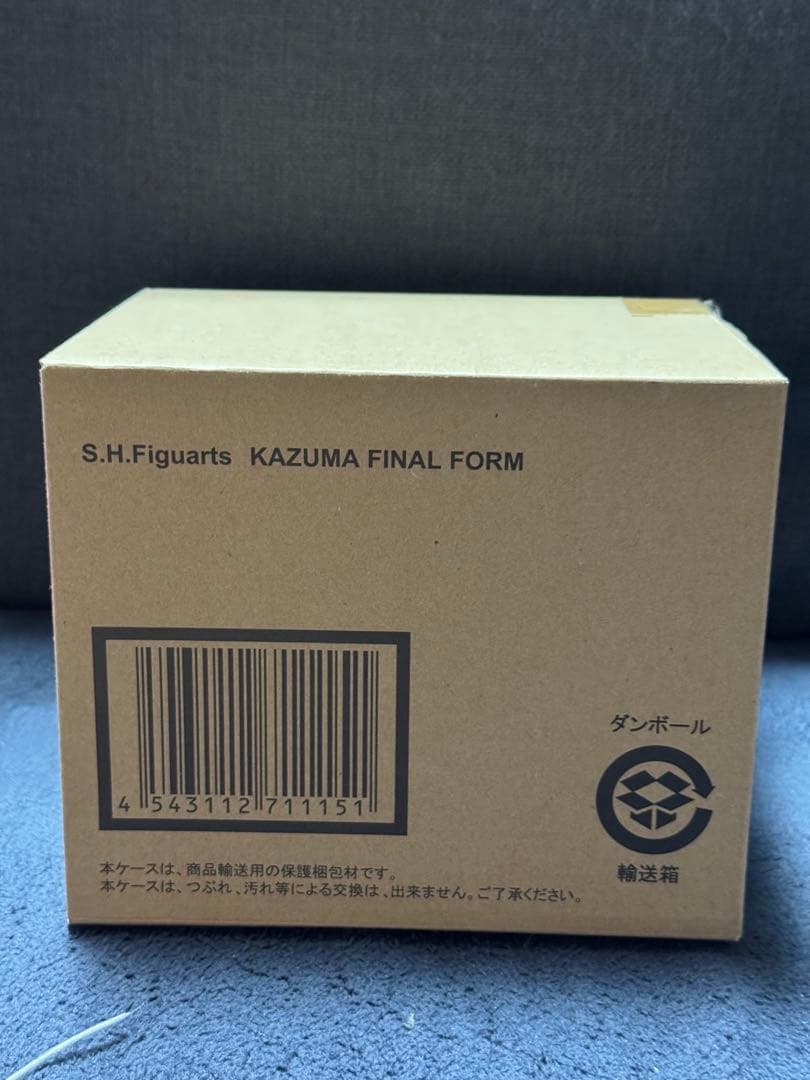 S.H.Figuarts KAZUMA FINAL FORM
4 543112 711151
ダンボール
輸送箱
本ケースは、商品輸送用の保護梱包材です。
本ケースは、つぶれ、汚れ等による交換は、出来ません。ご了承ください。